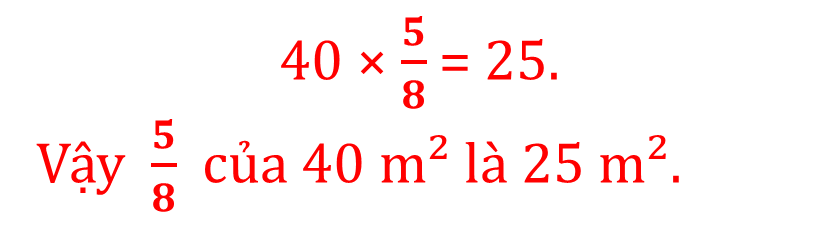 40 × 5/8 = 25.
Vậy 5/8 của 40 m² là 25 m².